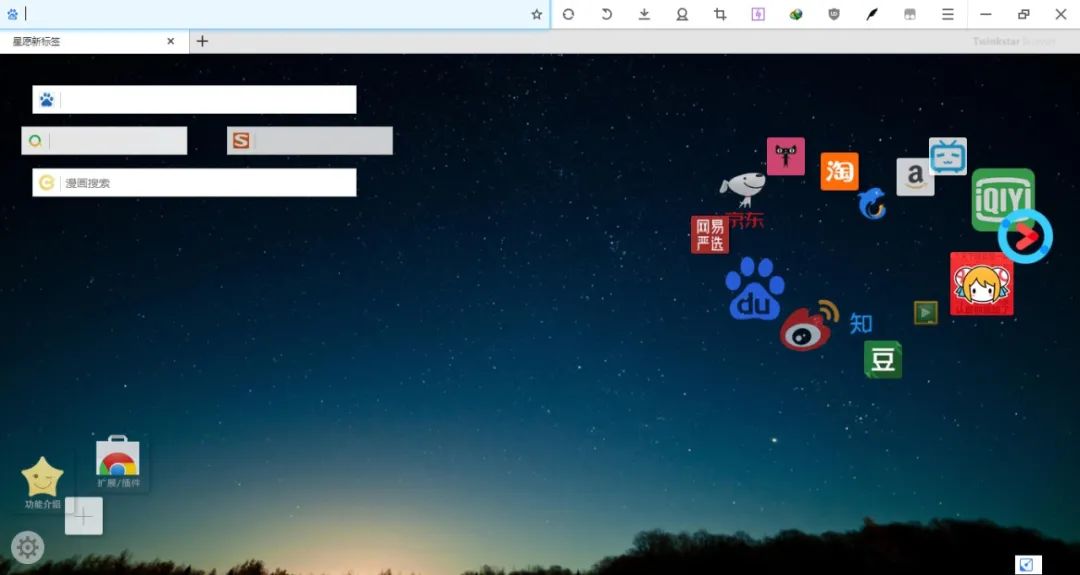 星愿新标签
Twinkstar Browser
漫画搜索
淘
a
iQIYI
京东
网易
严选
du
知
豆
扩展/插件
功能介绍